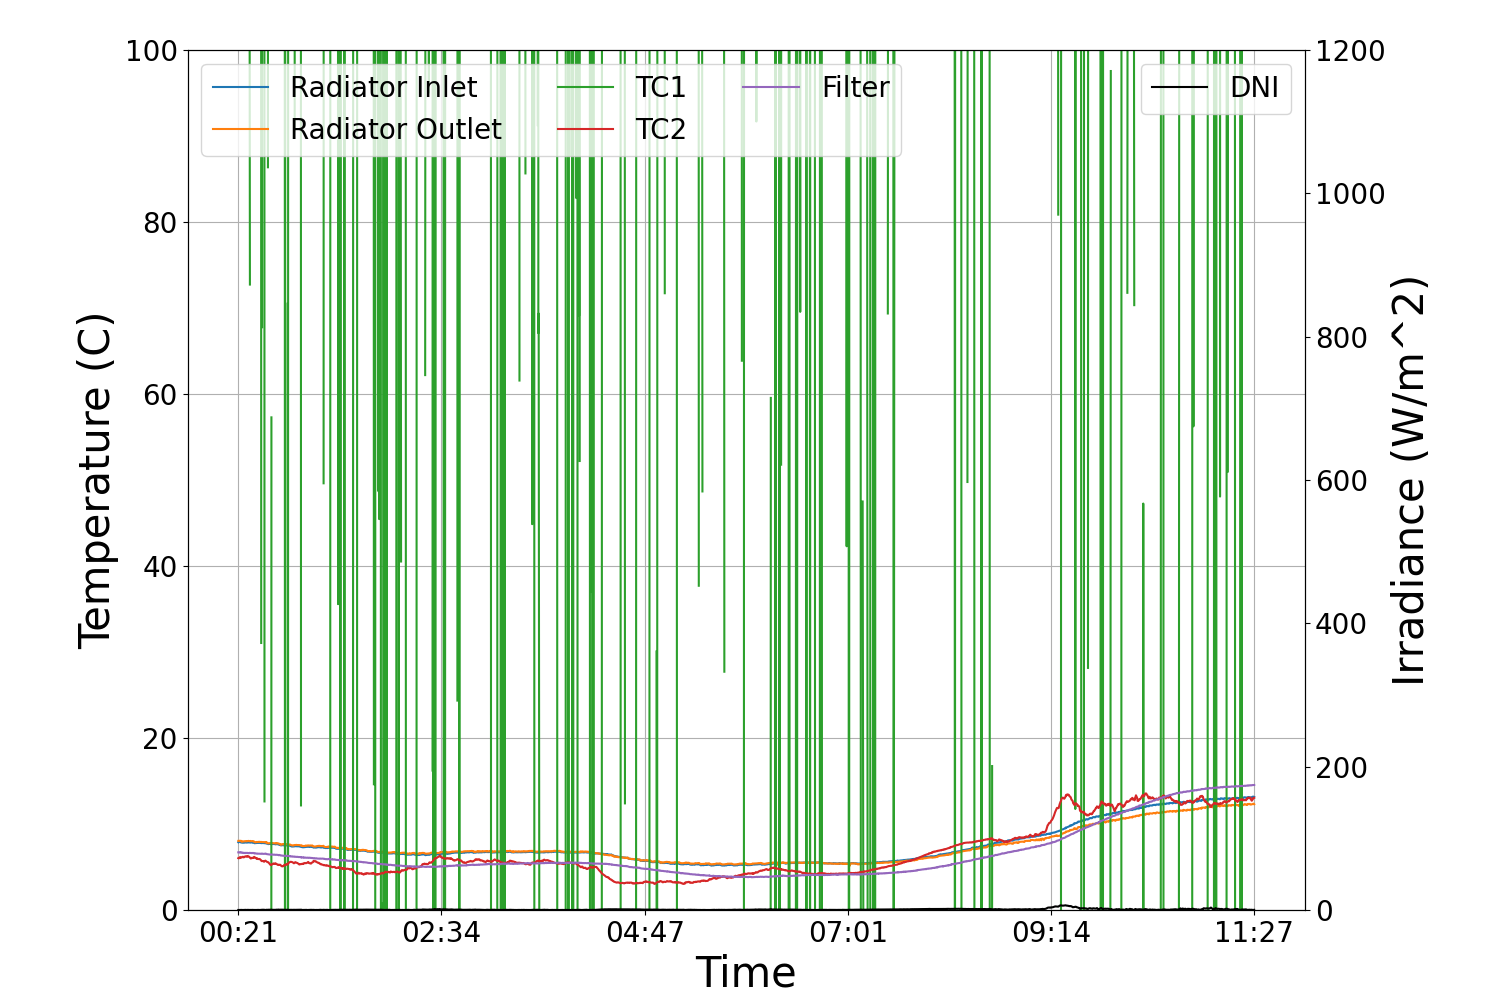 Radiator Inlet
Radiator Outlet
TC1
TC2
Filter
DNI
Temperature (C)
100
80
60
40
20
0
Irradiance (W/m^2)
1200
1000
800
600
400
200
0
00:21 02:34 04:47 07:01 09:14 11:27
Time